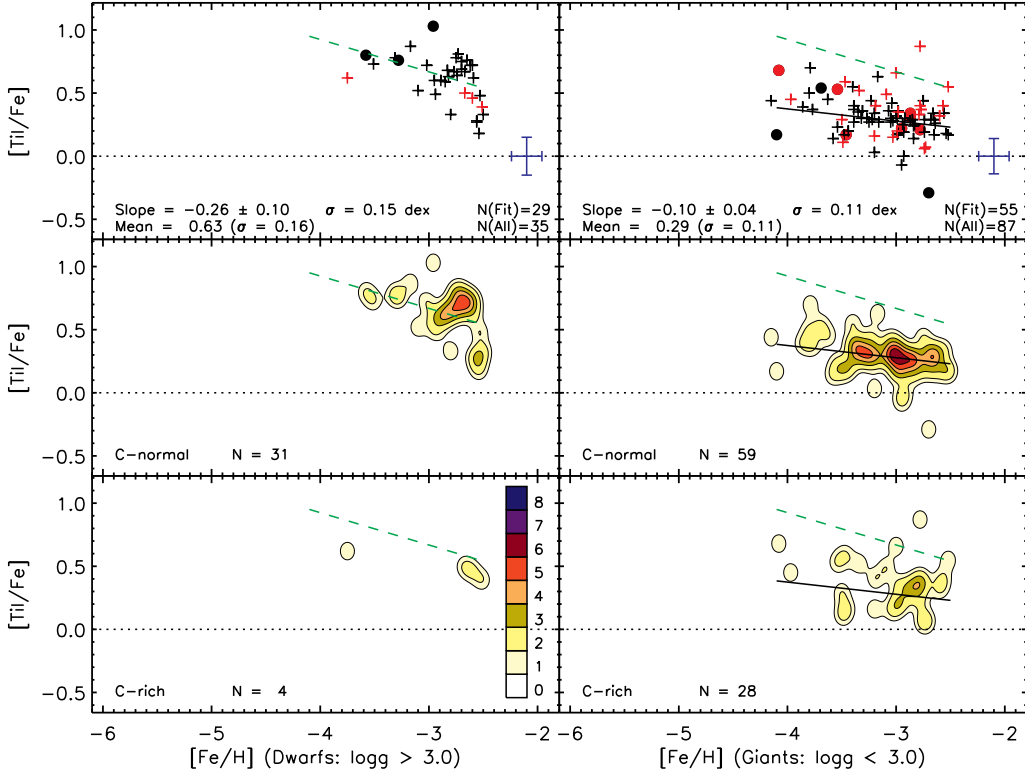 1.0
0.5
0.0
−0.5
[TiI/Fe]
Slope = −0.26 ± 0.10 σ = 0.15 dex N(Fit)=29
Mean = 0.63 (σ = 0.16) N(All)=35
Slope = −0.10 ± 0.04 σ = 0.11 dex N(Fit)=55
Mean = 0.29 (σ = 0.11) N(All)=87
1.0
0.5
0.0
−0.5
[TiI/Fe]
C−normal N = 31
C−normal N = 59
1.0
0.5
0.0
−0.5
[TiI/Fe]
C−rich N = 4
8
7
6
5
4
3
2
1
0
C−rich N = 28
−6 −5 −4 −3 −2
−6 −5 −4 −3 −2
[Fe/H] (Dwarfs: logg > 3.0)
[Fe/H] (Giants: logg < 3.0)